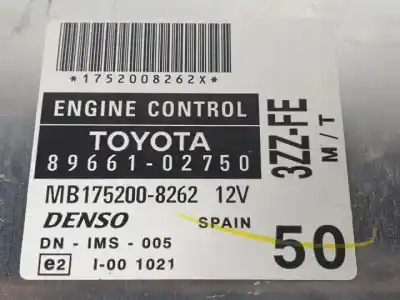 *1752008262X*
ENGINE CONTROL
TOYOTA
89661-02750
MB175200-8262 12V
DENSO SPAIN
DN-IMS-005
e2 I-00 1021
3ZZ-FE
M/T
50